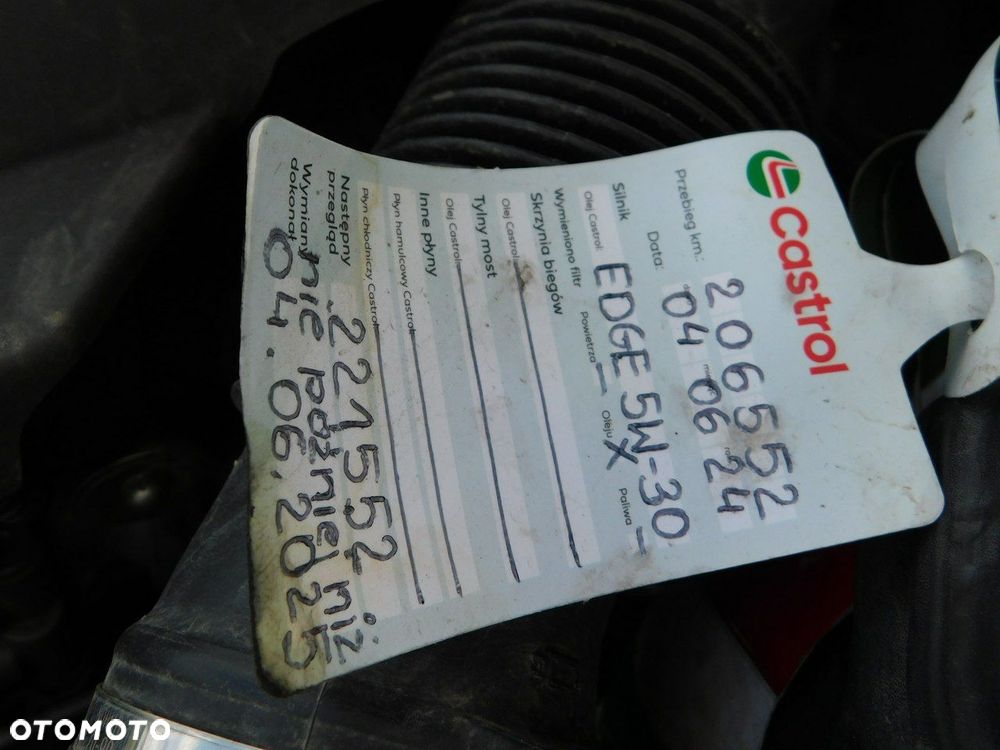 Castrol
Przebieg km.: 206552
Data: 04 06 24
Silnik
Olej Castrol: EDGE 5W-30
Wymieniono filtr Powietrza — Oleju X Paliwa —
Skrzynia biegów
Olej Castrol:
Tylny most
Olej Castrol:
Inne płyny
Płyn hamulcowy Castrol:
Płyn chłodniczy Castrol:
Następny przegląd 221552
nie później niż
Wymiany dokonał 04.06.2025
OTOMOTO